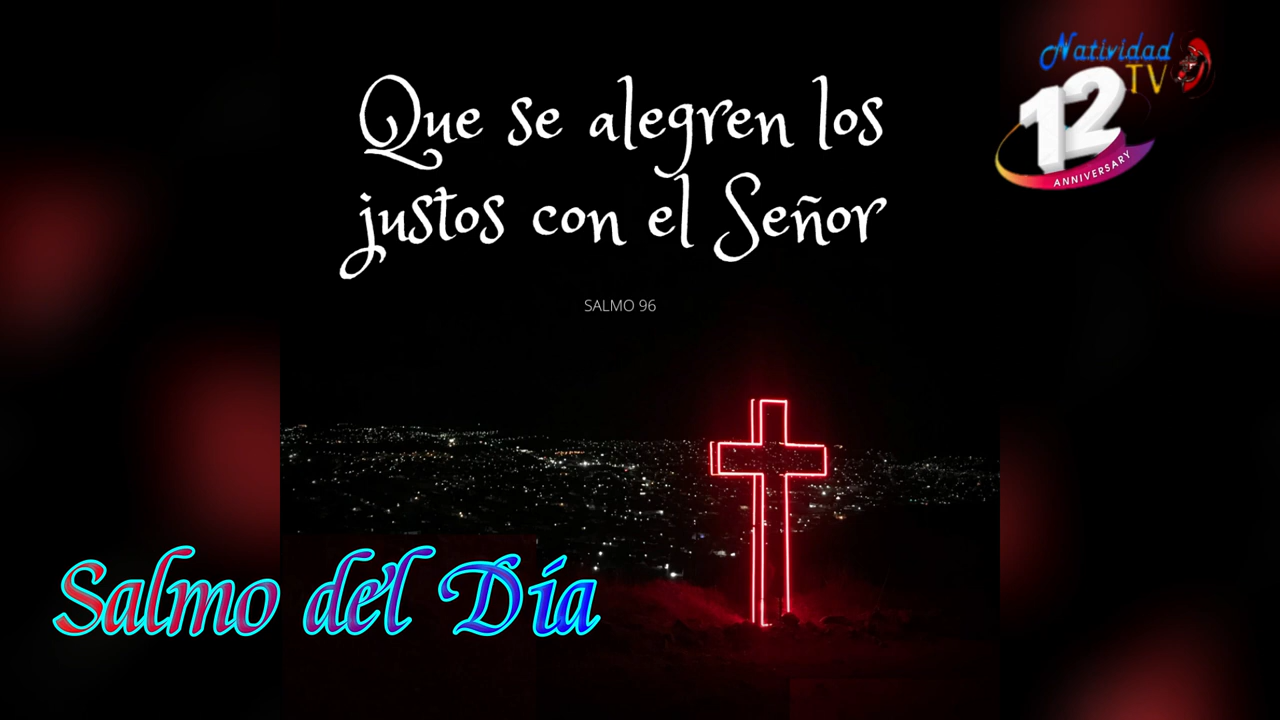 Que se alegren los
justos con el Señor
SALMO 96
Natividad
TV
12
ANNIVERSARY
Salmo del Día